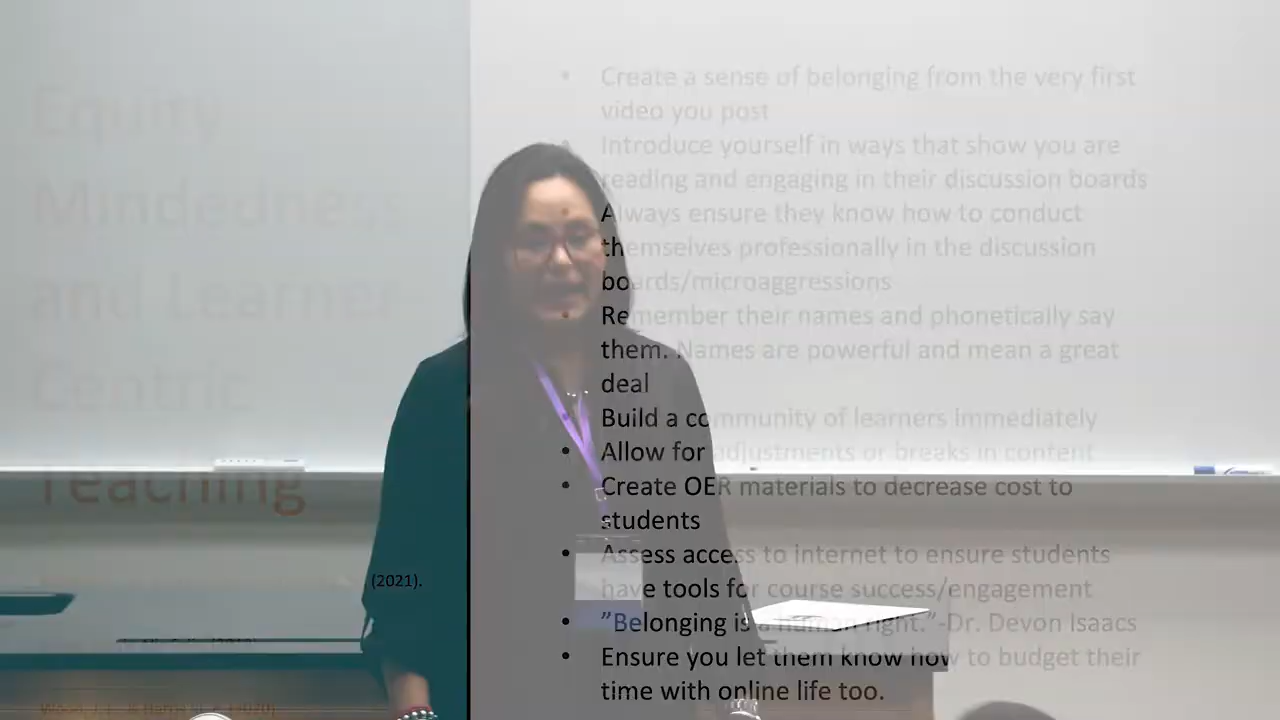 Equity
Mindedness
and Learner-
Centric
Teaching
(2021).
• Create a sense of belonging from the very first
video you post
• Introduce yourself in ways that show you are
reading and engaging in their discussion boards
Always ensure they know how to conduct
themselves professionally in the discussion
boards/microaggressions
Remember their names and phonetically say
them. Names are powerful and mean a great
deal
• Build a community of learners immediately
• Allow for adjustments or breaks in content
• Create OER materials to decrease cost to
students
• Assess access to internet to ensure students
have tools for course success/engagement
• ”Belonging is a human right.”-Dr. Devon Isaacs
• Ensure you let them know how to budget their
time with online life too.